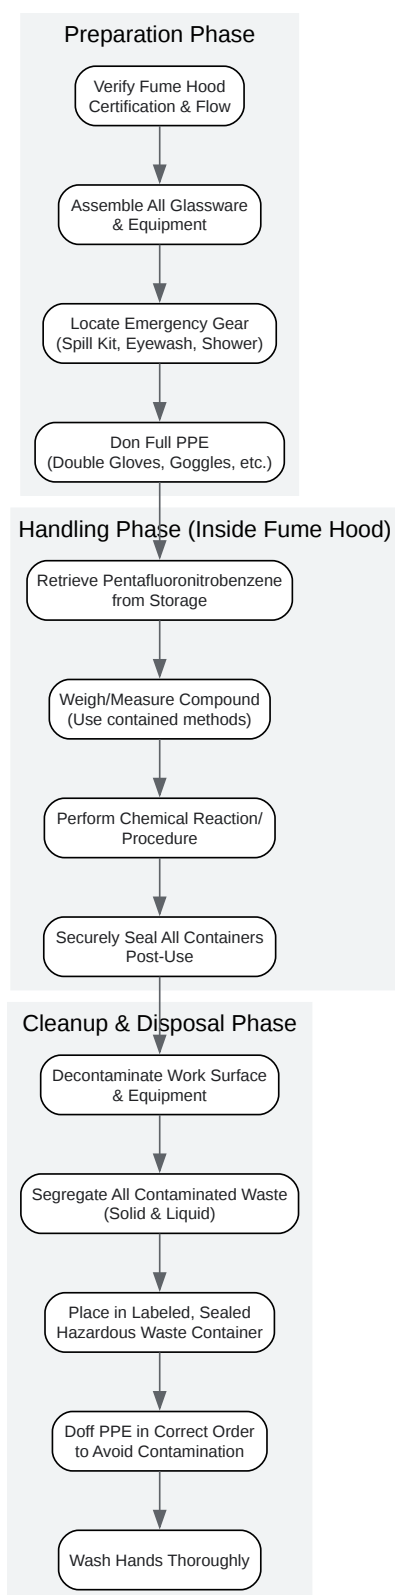 Preparation Phase
Verify Fume Hood
Certification & Flow
Assemble All Glassware
& Equipment
Locate Emergency Gear
(Spill Kit, Eyewash, Shower)
Don Full PPE
(Double Gloves, Goggles, etc.)
Handling Phase (Inside Fume Hood)
Retrieve Pentafluoronitrobenzene
from Storage
Weigh/Measure Compound
(Use contained methods)
Perform Chemical Reaction/
Procedure
Securely Seal All Containers
Post-Use
Cleanup & Disposal Phase
Decontaminate Work Surface
& Equipment
Segregate All Contaminated Waste
(Solid & Liquid)
Place in Labeled, Sealed
Hazardous Waste Container
Doff PPE in Correct Order
to Avoid Contamination
Wash Hands Thoroughly